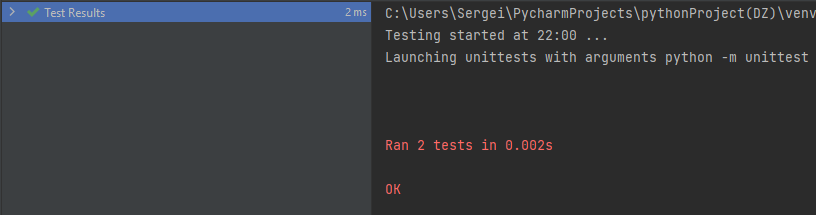 Test Results 2 ms
C:\Users\Sergei\PycharmProjects\pythonProject(DZ)\venv
Testing started at 22:00 ...
Launching unittests with arguments python -m unittest
Ran 2 tests in 0.002s
OK